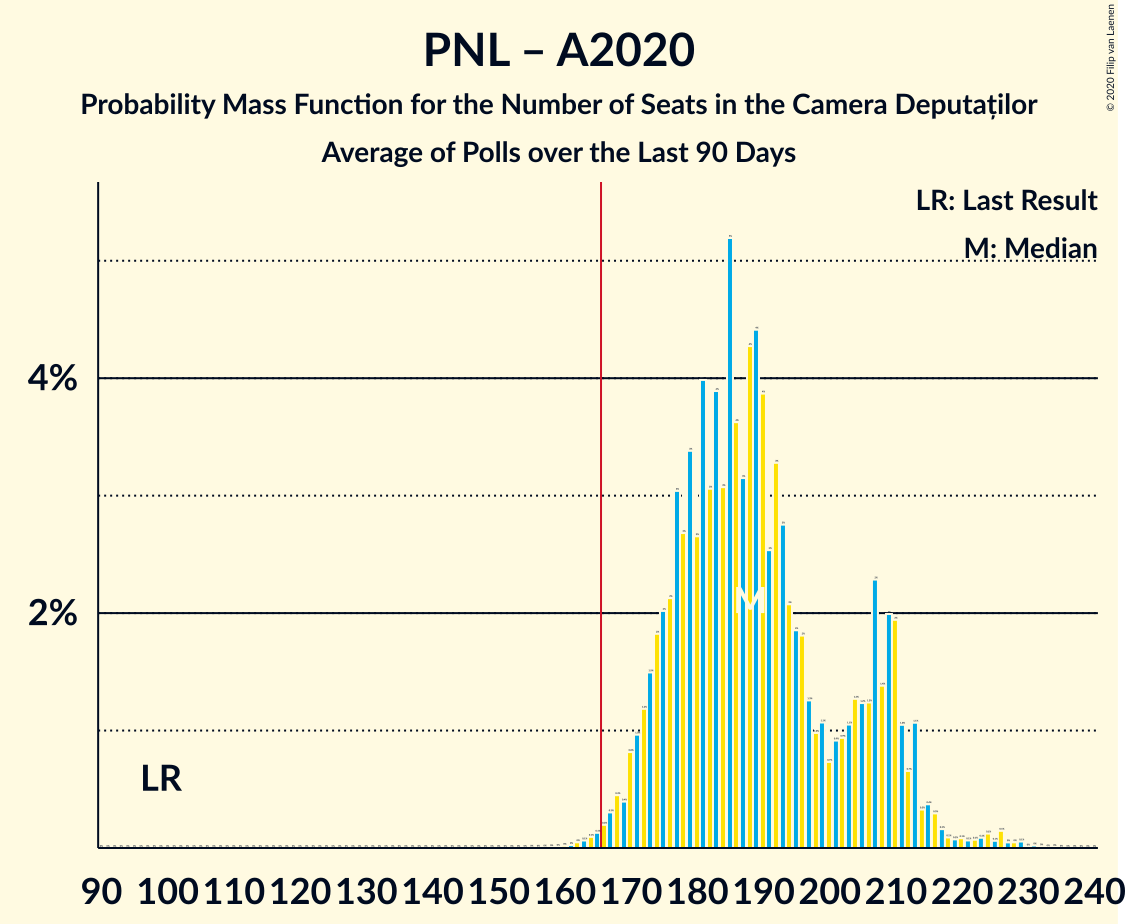 PNL – A2020
Probability Mass Function for the Number of Seats in the Camera Deputaților
Average of Polls over the Last 90 Days
© 2020 Filip van Laenen
LR: Last Result
M: Median
4%
2%
M
LR
90 100 110 120 130 140 150 160 170 180 190 200 210 220 230 240